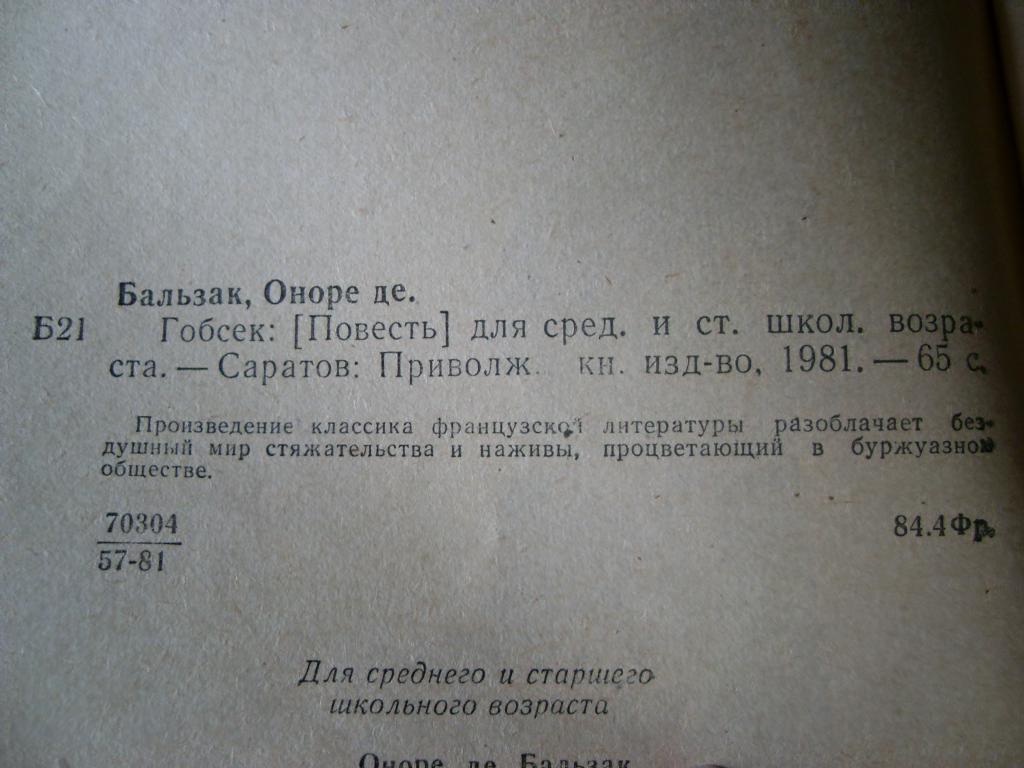 Бальзак, Оноре де.
Б21 Гобсек: [Повесть] для сред. и ст. школ. возра-
ста. — Саратов: Приволж. кн. изд-во, 1981. — 65 с.
Произведение классика французской литературы разоблачает без-
душный мир стяжательства и наживы, процветающий в буржуазном
обществе.
70304
57-81
84.4Фр.
Для среднего и старшего
школьного возраста
Оноре де Бальзак